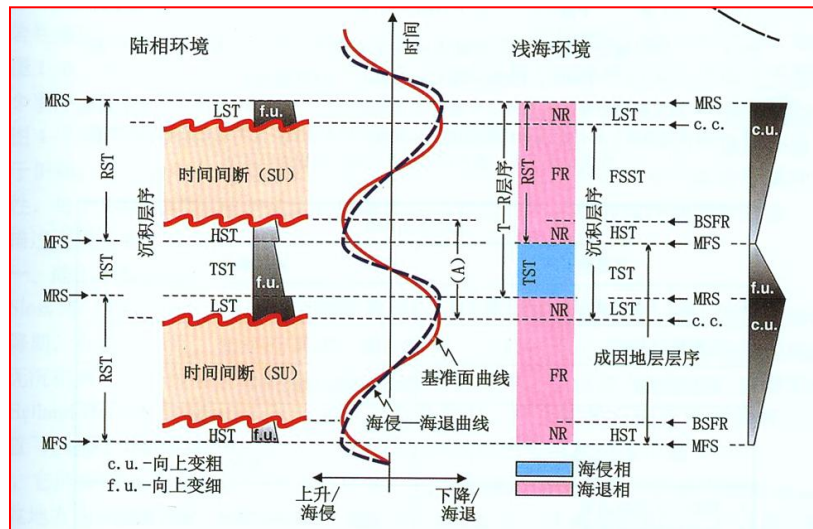 陆相环境
时间
浅海环境
MRS
LST
f.u.
NR
LST
MRS
c.c.
c.u.
RST
时间间断（SU）
沉积层序
T—R层序
RST
FR
沉积层序
FSST
HST
NR
HST
BSFR
MFS
MFS
TST
TST
f.u.
(A)
TST
TST
f.u.
MRS
LST
NR
LST
MRS
c.c.
c.u.
RST
时间间断（SU）
基准面曲线
海侵—海退曲线
FR
成因地层层序
MFS
HST
f.u.
NR
HST
BSFR
MFS
c.u.-向上变粗
f.u.-向上变细
上升/
海侵
下降/
海退
海侵相
海退相